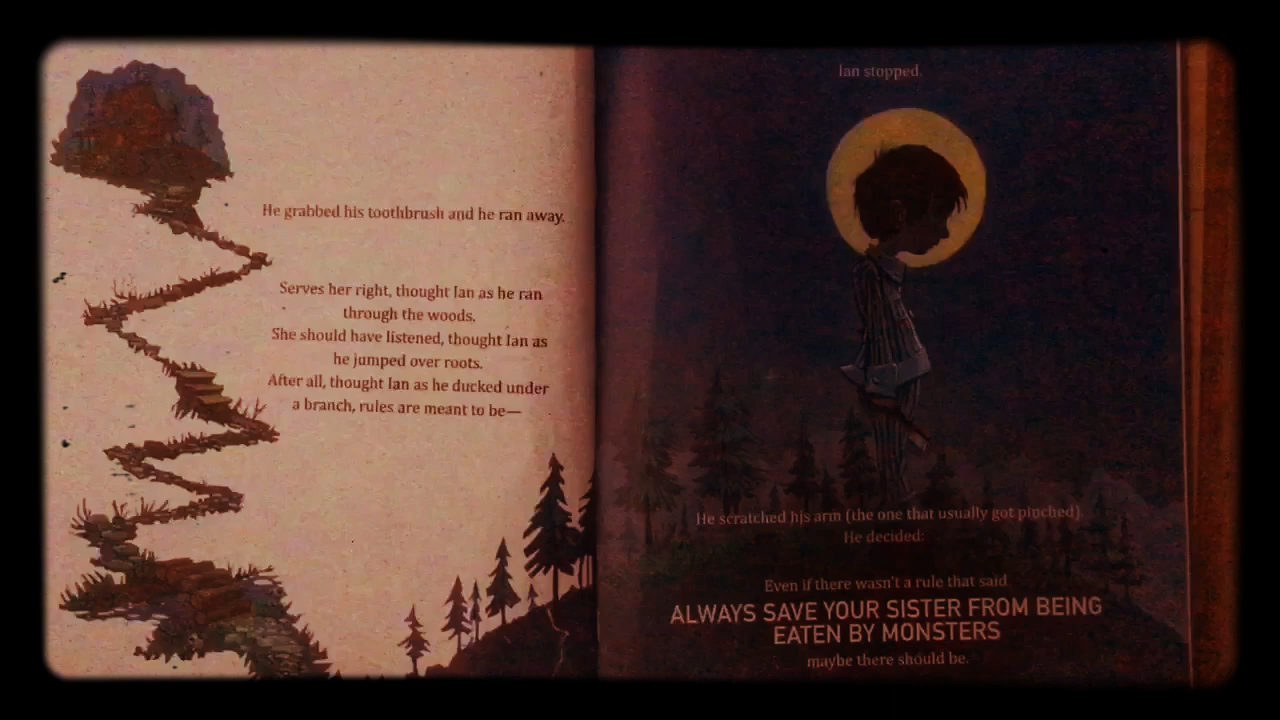 He grabbed his toothbrush and he ran away.
Serves her right, thought Ian as he ran
through the woods.
She should have listened, thought Ian as
he jumped over roots.
After all, thought Ian as he ducked under
a branch, rules are meant to be—
Ian stopped.
He scratched his arm (the one that usually got pinched).
He decided:
Even if there wasn't a rule that said
ALWAYS SAVE YOUR SISTER FROM BEING
EATEN BY MONSTERS
maybe there should be.